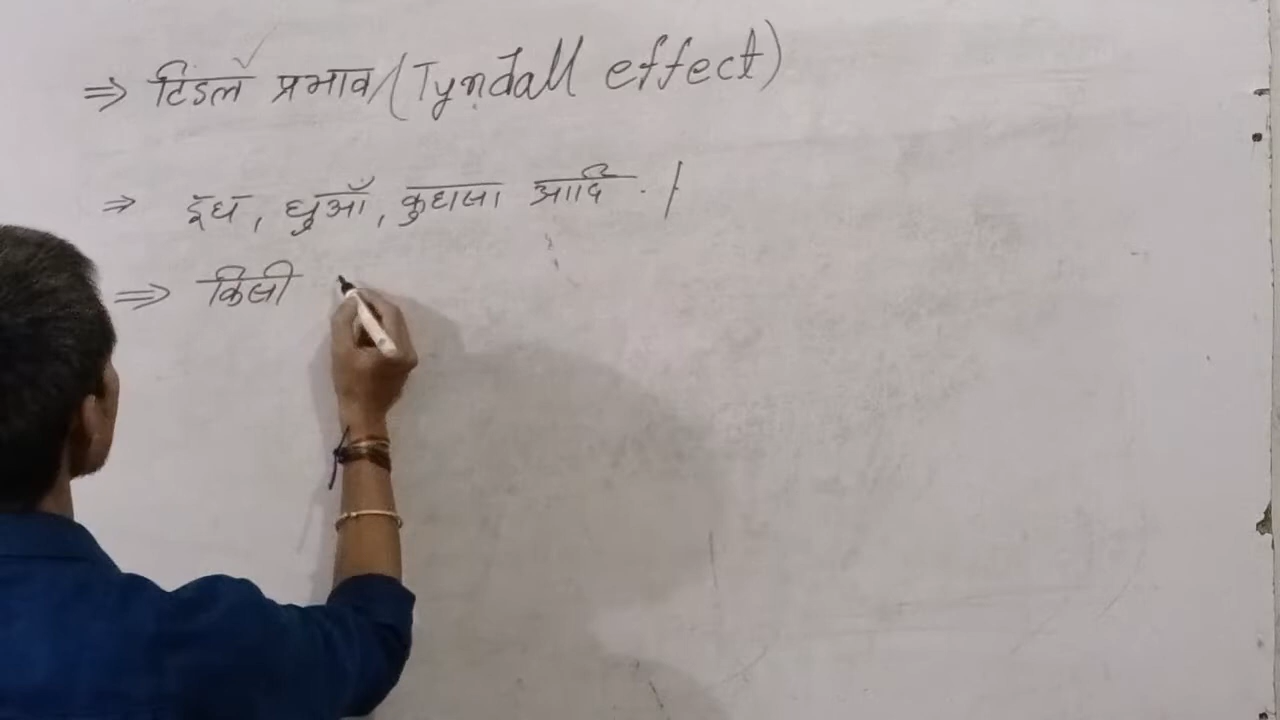 ⇒ टिंडल प्रभाव (Tyndall effect)
⇒ दूध, धुआँ, कुहासा आदि . |
⇒ किसी